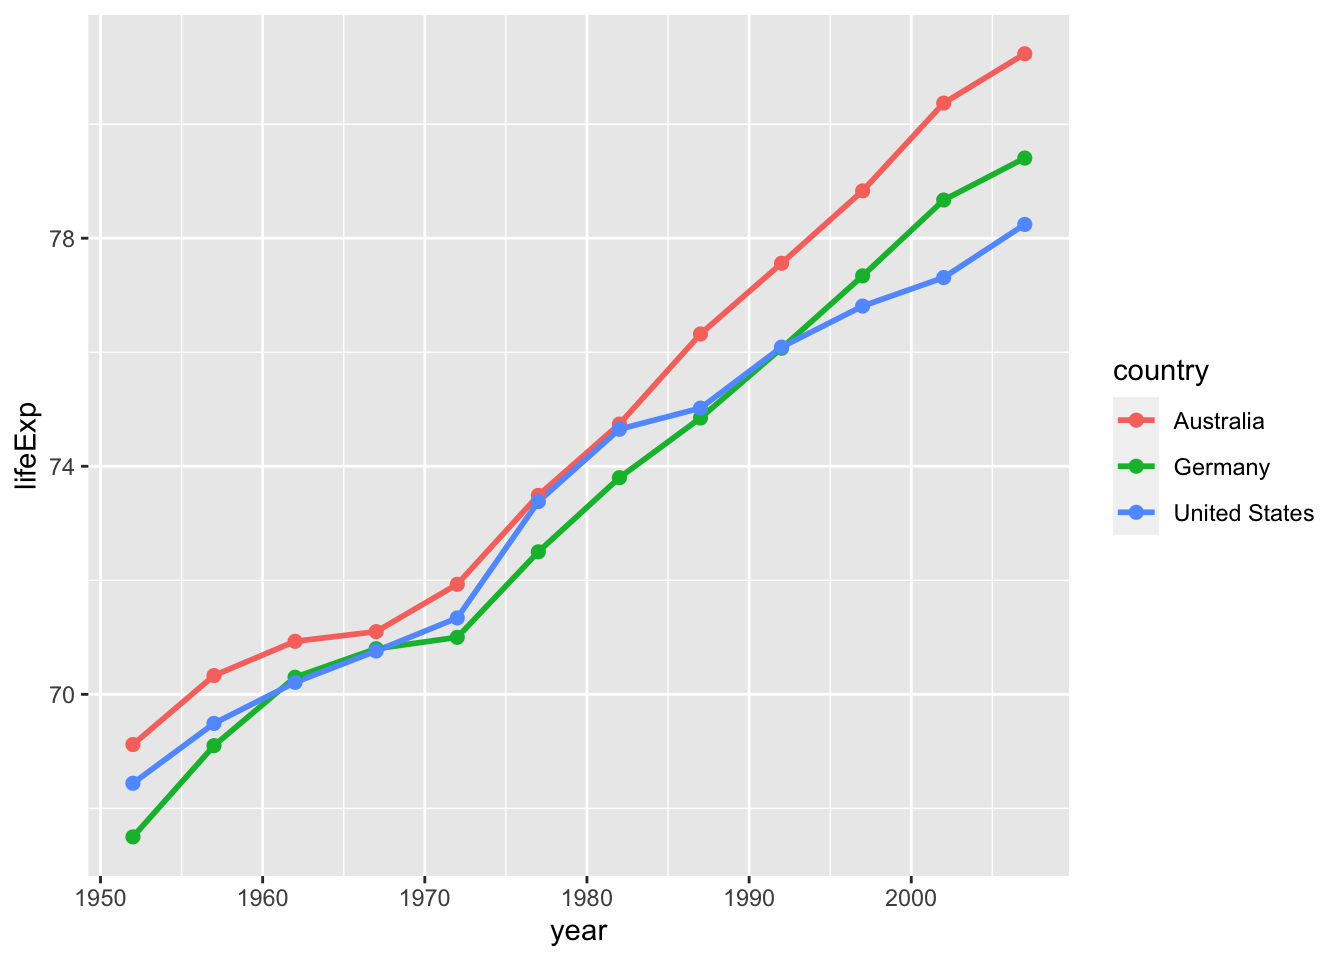 78
74
70
lifeExp
1950 1960 1970 1980 1990 2000
year
country
Australia
Germany
United States